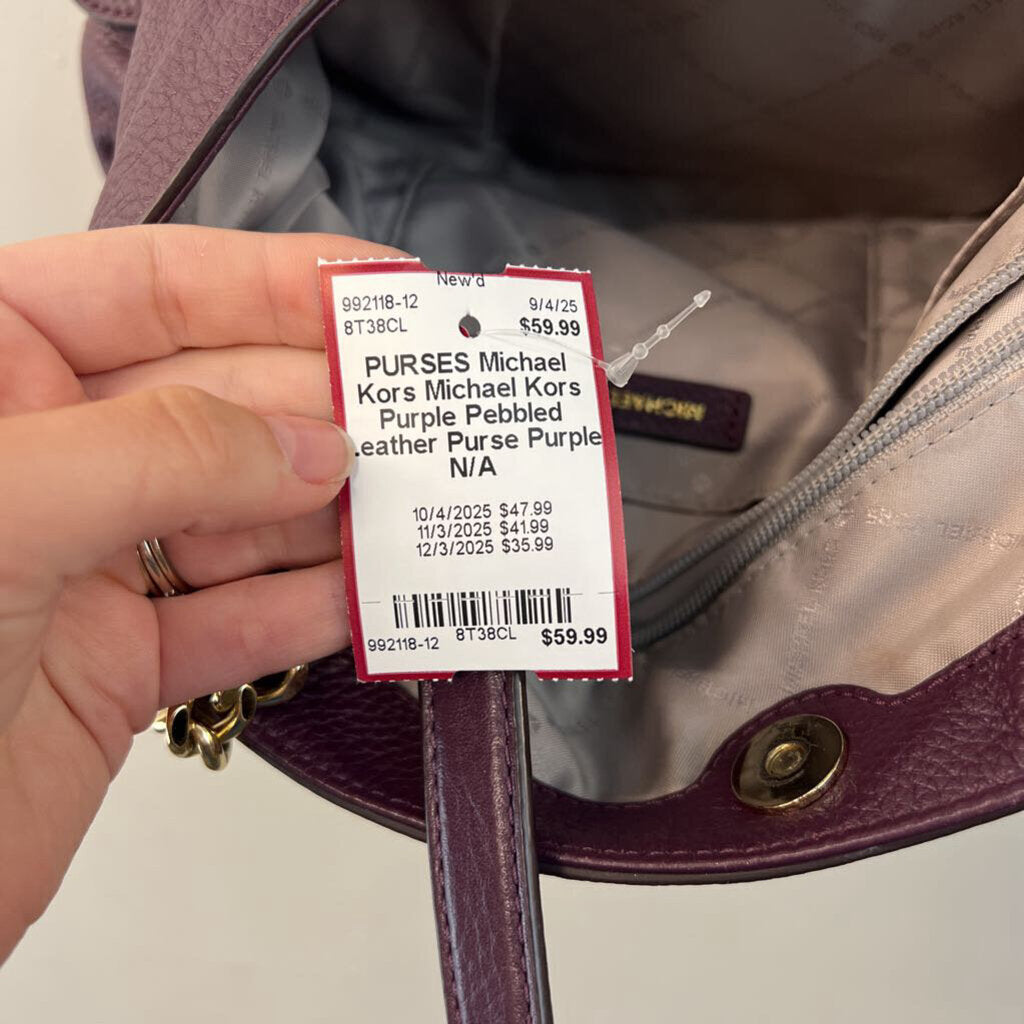 New'd
992118-12 9/4/25
8T38CL $59.99
PURSES Michael
Kors Michael Kors
Purple Pebbled
Leather Purse Purple
N/A
10/4/2025 $47.99
11/3/2025 $41.99
12/3/2025 $35.99
992118-12 8T38CL $59.99
MICHAEL